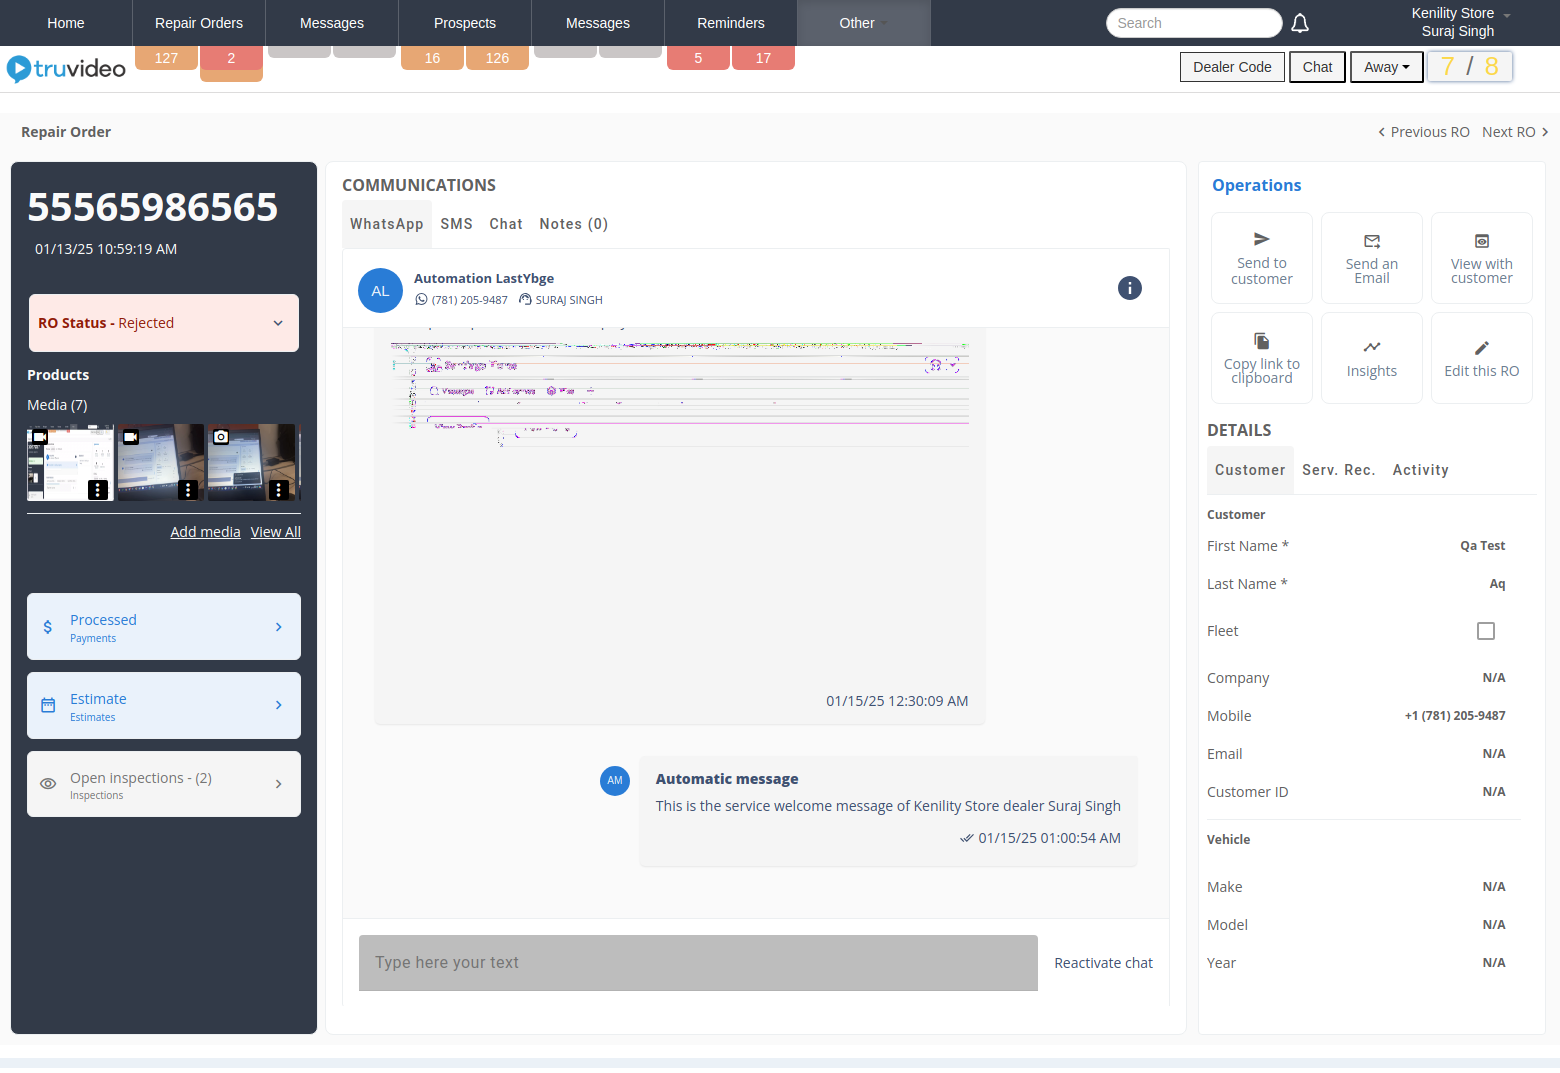 Home
Repair Orders
Messages
Prospects
Messages
Reminders
Other
Search
Kenility Store
Suraj Singh
truvideo
127
2
16
126
5
17
Dealer Code
Chat
Away
7 / 8
Repair Order
Previous RO
Next RO
55565986565
01/13/25 10:59:19 AM
RO Status - Rejected
Products
Media (7)
Add media
View All
Processed
Payments
Estimate
Estimates
Open inspections - (2)
Inspections
COMMUNICATIONS
WhatsApp
SMS
Chat
Notes (0)
AL
Automation LastYbge
(781) 205-9487
SURAJ SINGH
01/15/25 12:30:09 AM
AM
Automatic message
This is the service welcome message of Kenility Store dealer Suraj Singh
01/15/25 01:00:54 AM
Type here your text
Reactivate chat
Operations
Send to
customer
Send an
Email
View with
customer
Copy link to
clipboard
Insights
Edit this RO
DETAILS
Customer
Serv. Rec.
Activity
Customer
First Name *
Qa Test
Last Name *
Aq
Fleet
Company
N/A
Mobile
+1 (781) 205-9487
Email
N/A
Customer ID
N/A
Vehicle
Make
N/A
Model
N/A
Year
N/A